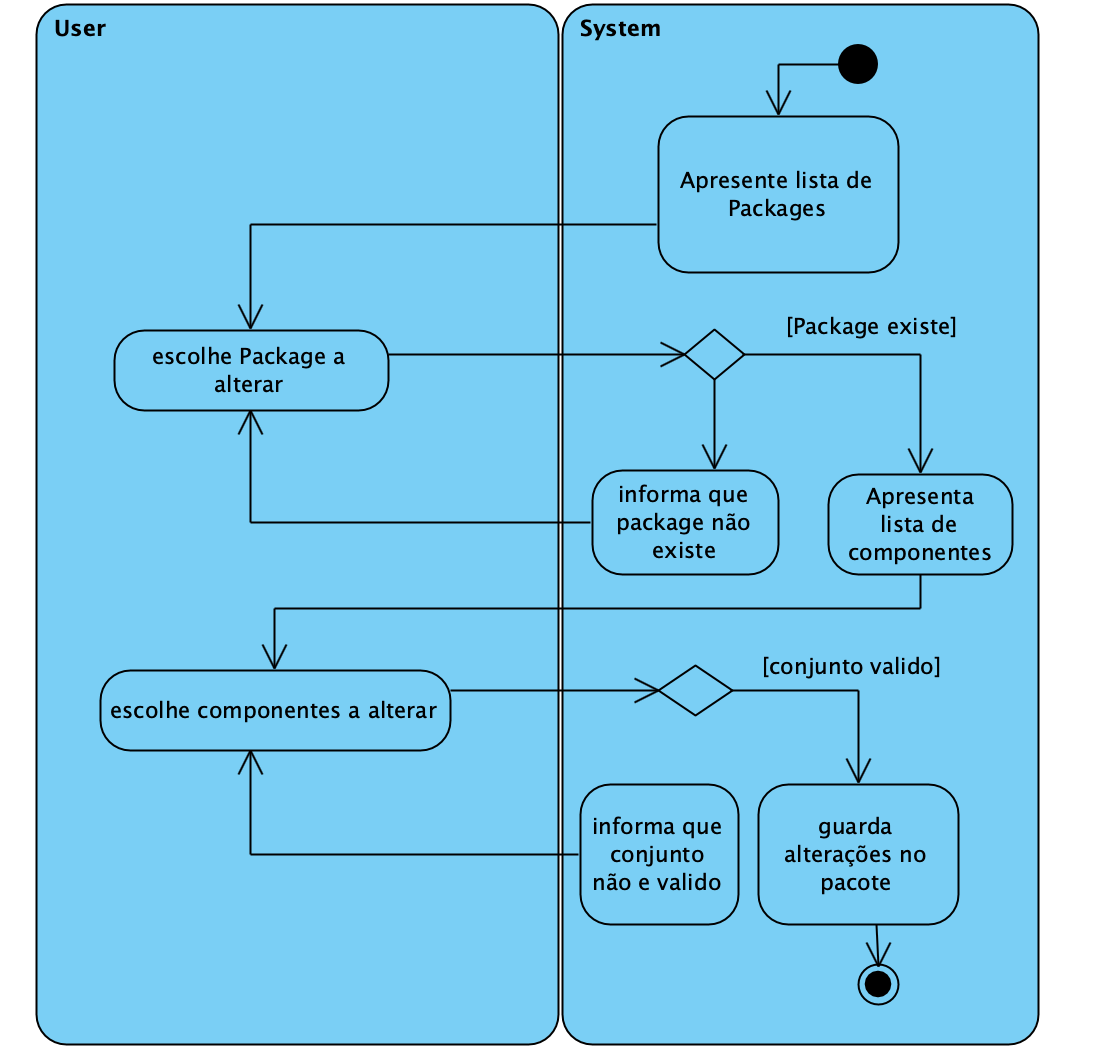 User
System
Apresente lista de
Packages
[Package existe]
escolhe Package a
alterar
informa que
package não
existe
Apresenta
lista de
componentes
[conjunto valido]
escolhe componentes a alterar
informa que
conjunto
não e valido
guarda
alterações no
pacote